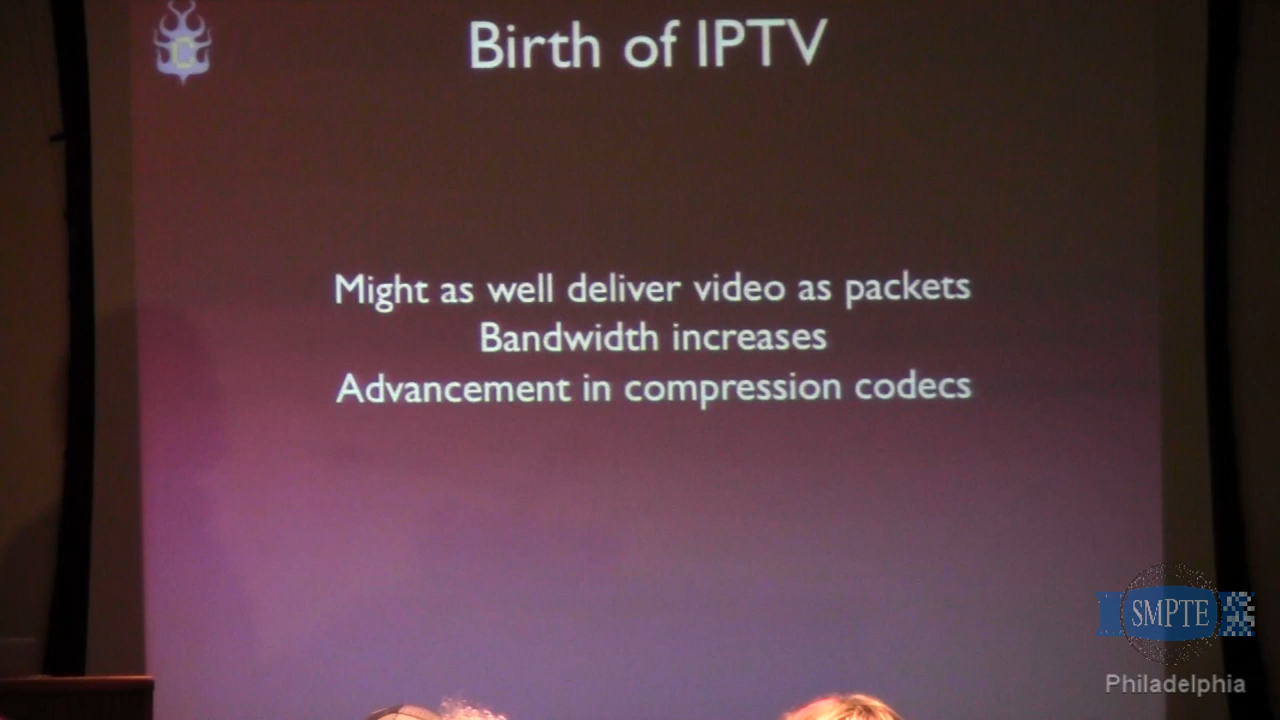 C
Birth of IPTV
Might as well deliver video as packets
Bandwidth increases
Advancement in compression codecs
SMPTE
Philadelphia